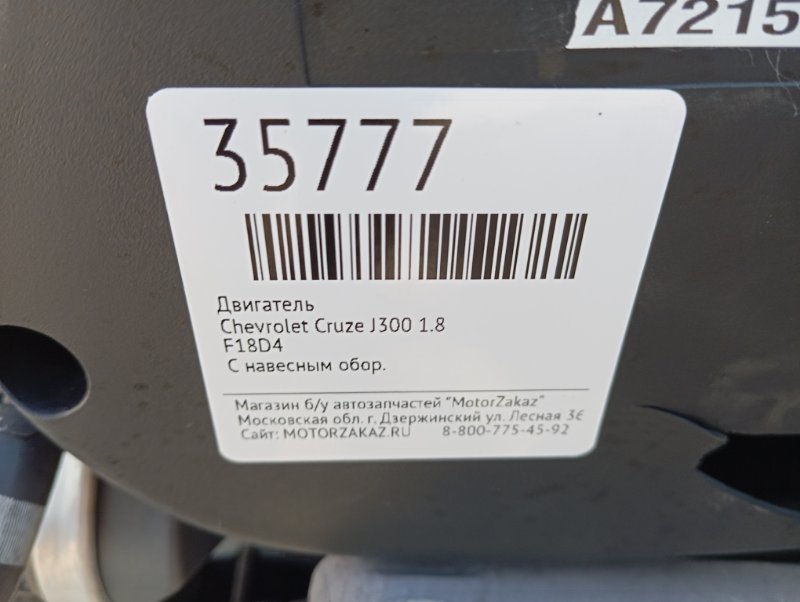 A7215
35777
Двигатель
Chevrolet Cruze J300 1.8
F18D4
С навесным обор.
Магазин б/у автозапчастей "MotorZakaz"
Московская обл. г. Дзержинский ул. Лесная 3Б
Сайт: MOTORZAKAZ.RU 8-800-775-45-92